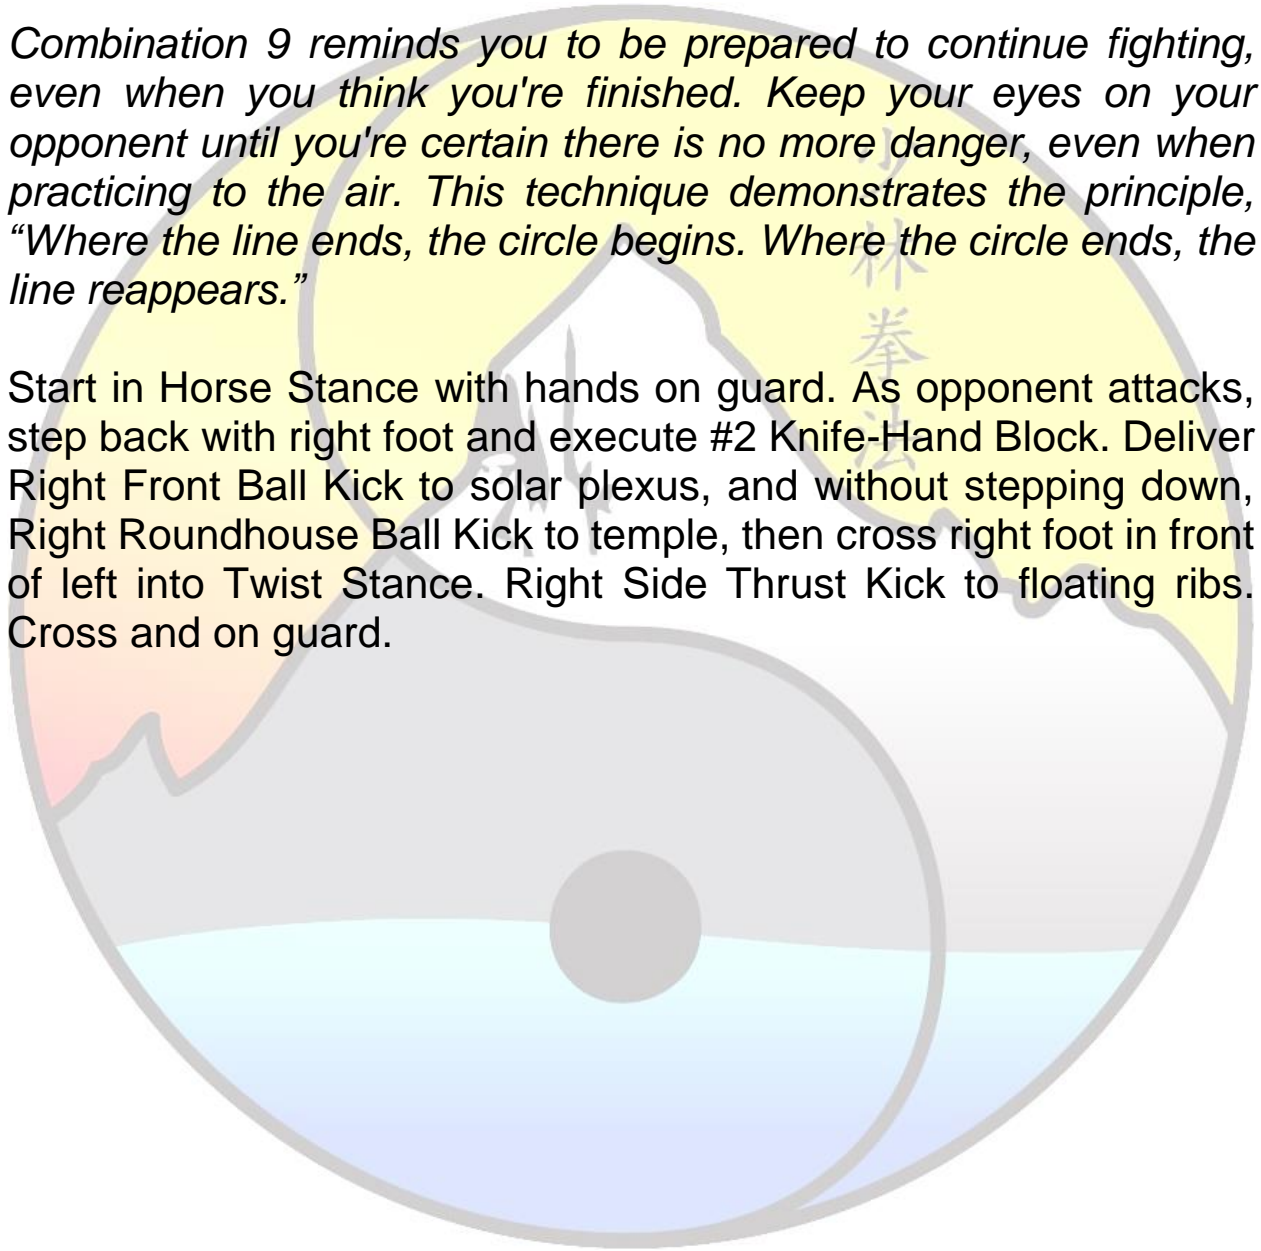 Combination 9 reminds you to be prepared to continue fighting,
even when you think you're finished. Keep your eyes on your
opponent until you're certain there is no more danger, even when
practicing to the air. This technique demonstrates the principle,
“Where the line ends, the circle begins. Where the circle ends, the
line reappears.”
Start in Horse Stance with hands on guard. As opponent attacks,
step back with right foot and execute #2 Knife-Hand Block. Deliver
Right Front Ball Kick to solar plexus, and without stepping down,
Right Roundhouse Ball Kick to temple, then cross right foot in front
of left into Twist Stance. Right Side Thrust Kick to floating ribs.
Cross and on guard.
小
林
拳
法